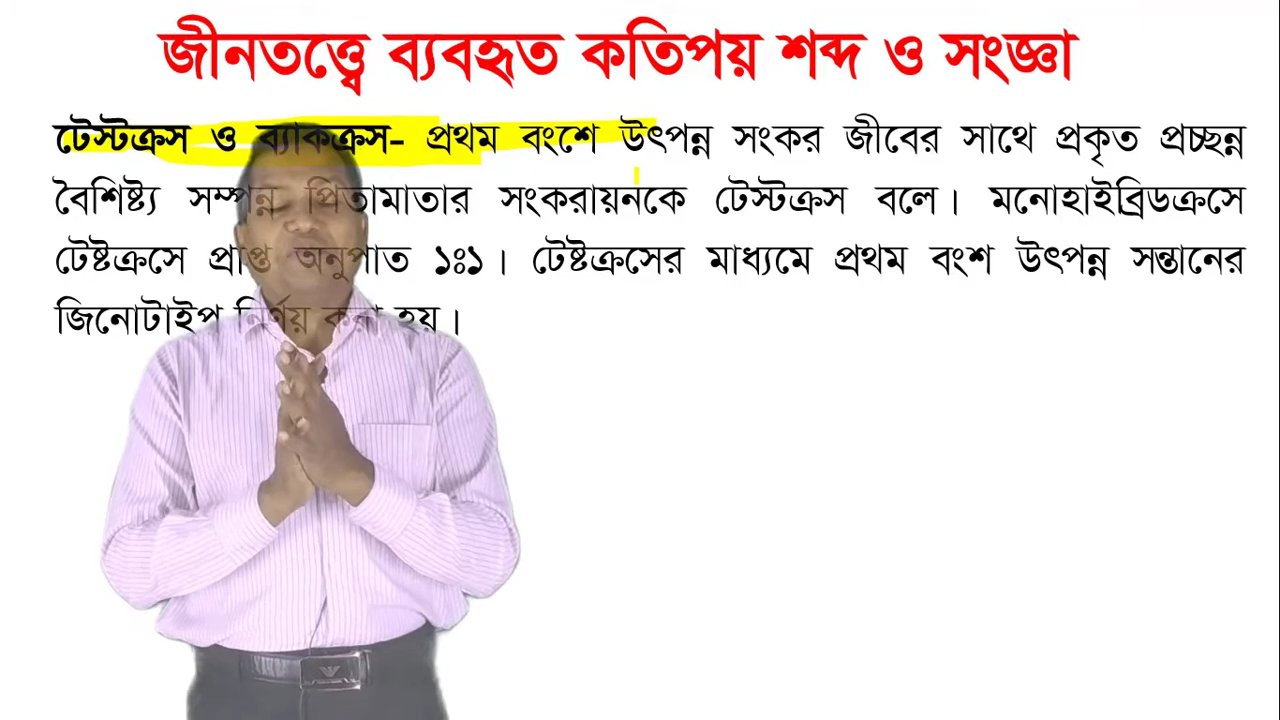 জীনতত্ত্বে ব্যবহৃত কতিপয় শব্দ ও সংজ্ঞা
টেস্টক্রস ও ব্যাকক্রস- প্রথম বংশে উৎপন্ন সংকর জীবের সাথে প্রকৃত প্রচ্ছন্ন
বৈশিষ্ট্য সম্পন্ন পিতামাতার সংকরায়নকে টেস্টক্রস বলে। মনোহাইব্রিডক্রসে
টেষ্টক্রসে প্রাপ্ত অনুপাত ১ঃ১। টেষ্টক্রসের মাধ্যমে প্রথম বংশ উৎপন্ন সন্তানের
জিনোটাইপ নির্ণয় করা হয়।